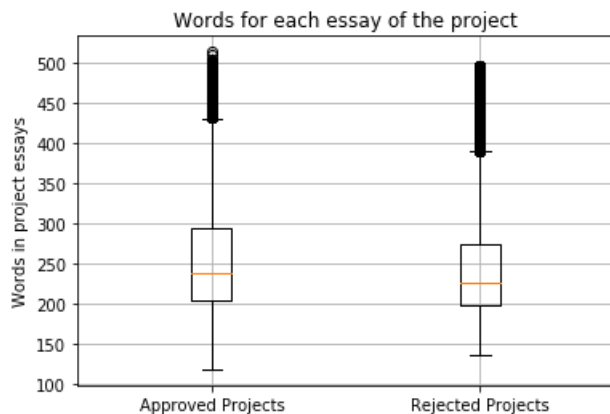 Words for each essay of the project
Words in project essays
500
450
400
350
300
250
200
150
100
Approved Projects
Rejected Projects